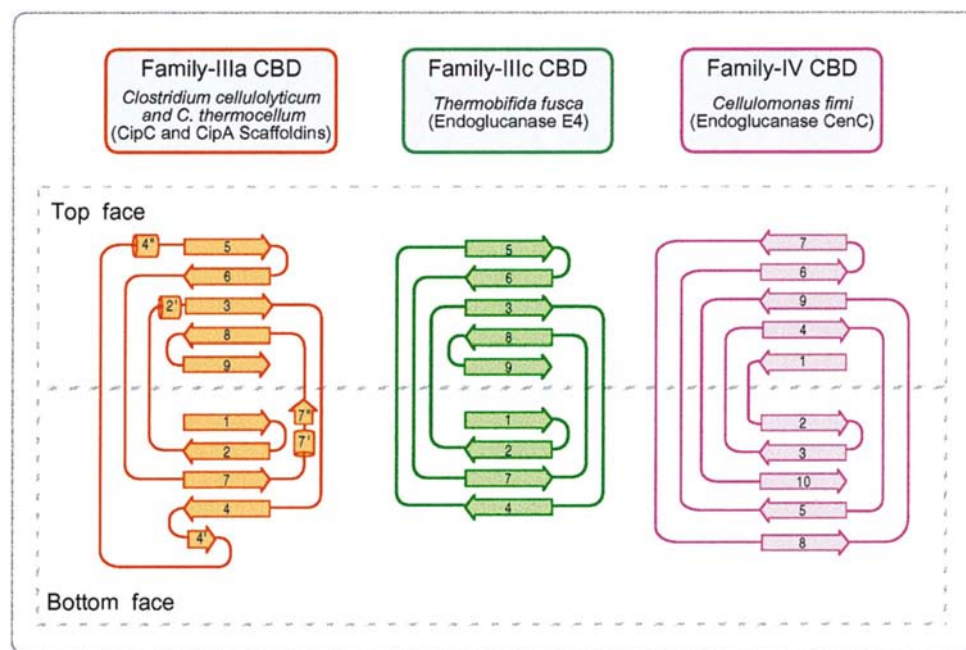 Family-IIIa CBD
Clostridium cellulolyticum
and C. thermocellum
(CipC and CipA Scaffoldins)
Family-IIIc CBD
Thermobifida fusca
(Endoglucanase E4)
Family-IV CBD
Cellulomonas fimi
(Endoglucanase CenC)
Top face
4"
5
6
2'
3
8
9
1
2
7
4
4'
7"
7'
5
6
3
8
9
1
2
7
4
7
6
9
4
1
2
3
10
5
8
Bottom face